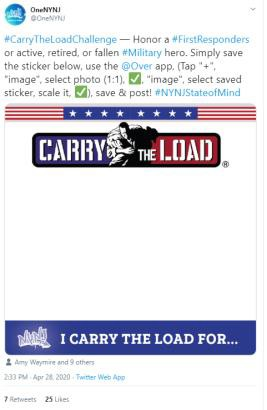 OneNYNJ
@OneNYNJ
#CarryTheLoadChallenge — Honor a #FirstResponders
or active, retired, or fallen #Military hero. Simply save
the sticker below, use the @Over app, (Tap "+",
"image", select photo (1:1), ✅, "image", select saved
sticker, scale it, ✅), save & post! #NYNJStateofMind
CARRY THE LOAD®
NYNJ I CARRY THE LOAD FOR...
Amy Waymire and 9 others
2:33 PM · Apr 28, 2020 · Twitter Web App
7 Retweets 25 Likes